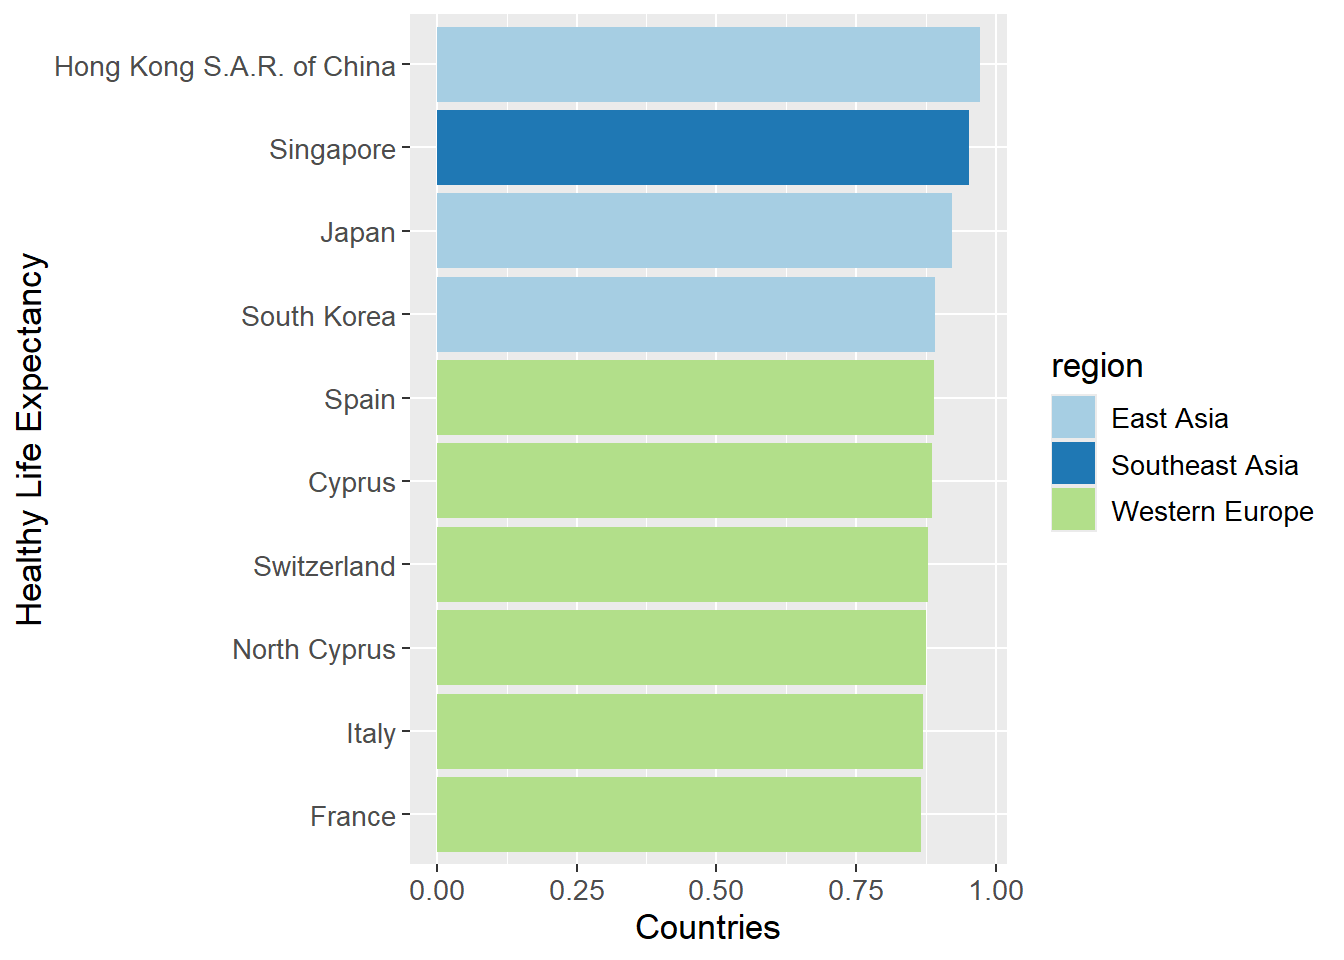 Hong Kong S.A.R. of China
Singapore
Japan
South Korea
Spain
Cyprus
Switzerland
North Cyprus
Italy
France
Healthy Life Expectancy
0.00 0.25 0.50 0.75 1.00
Countries
region
East Asia
Southeast Asia
Western Europe